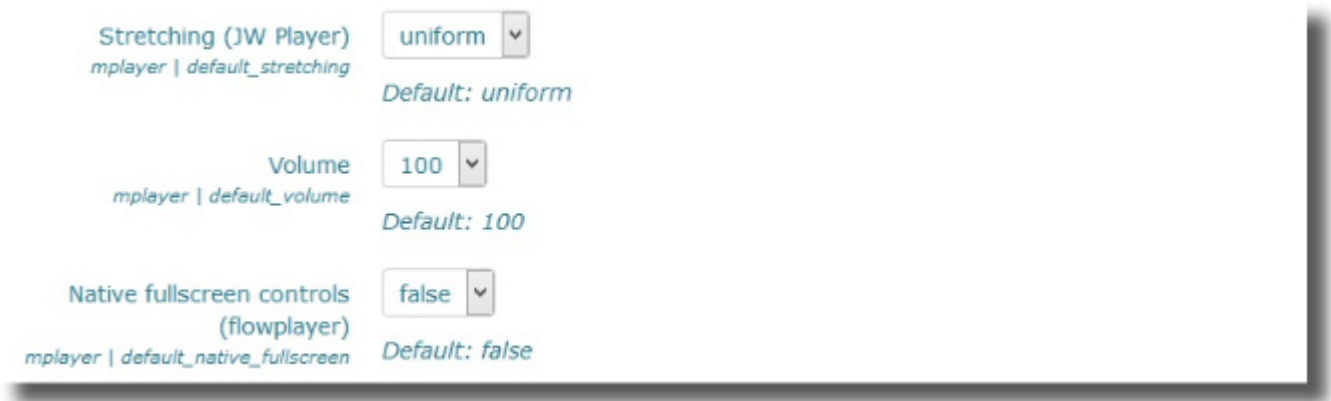 Stretching (JW Player) uniform
mplayer | default_stretching
Default: uniform
Volume 100
mplayer | default_volume
Default: 100
Native fullscreen controls false
(flowplayer)
mplayer | default_native_fullscreen Default: false